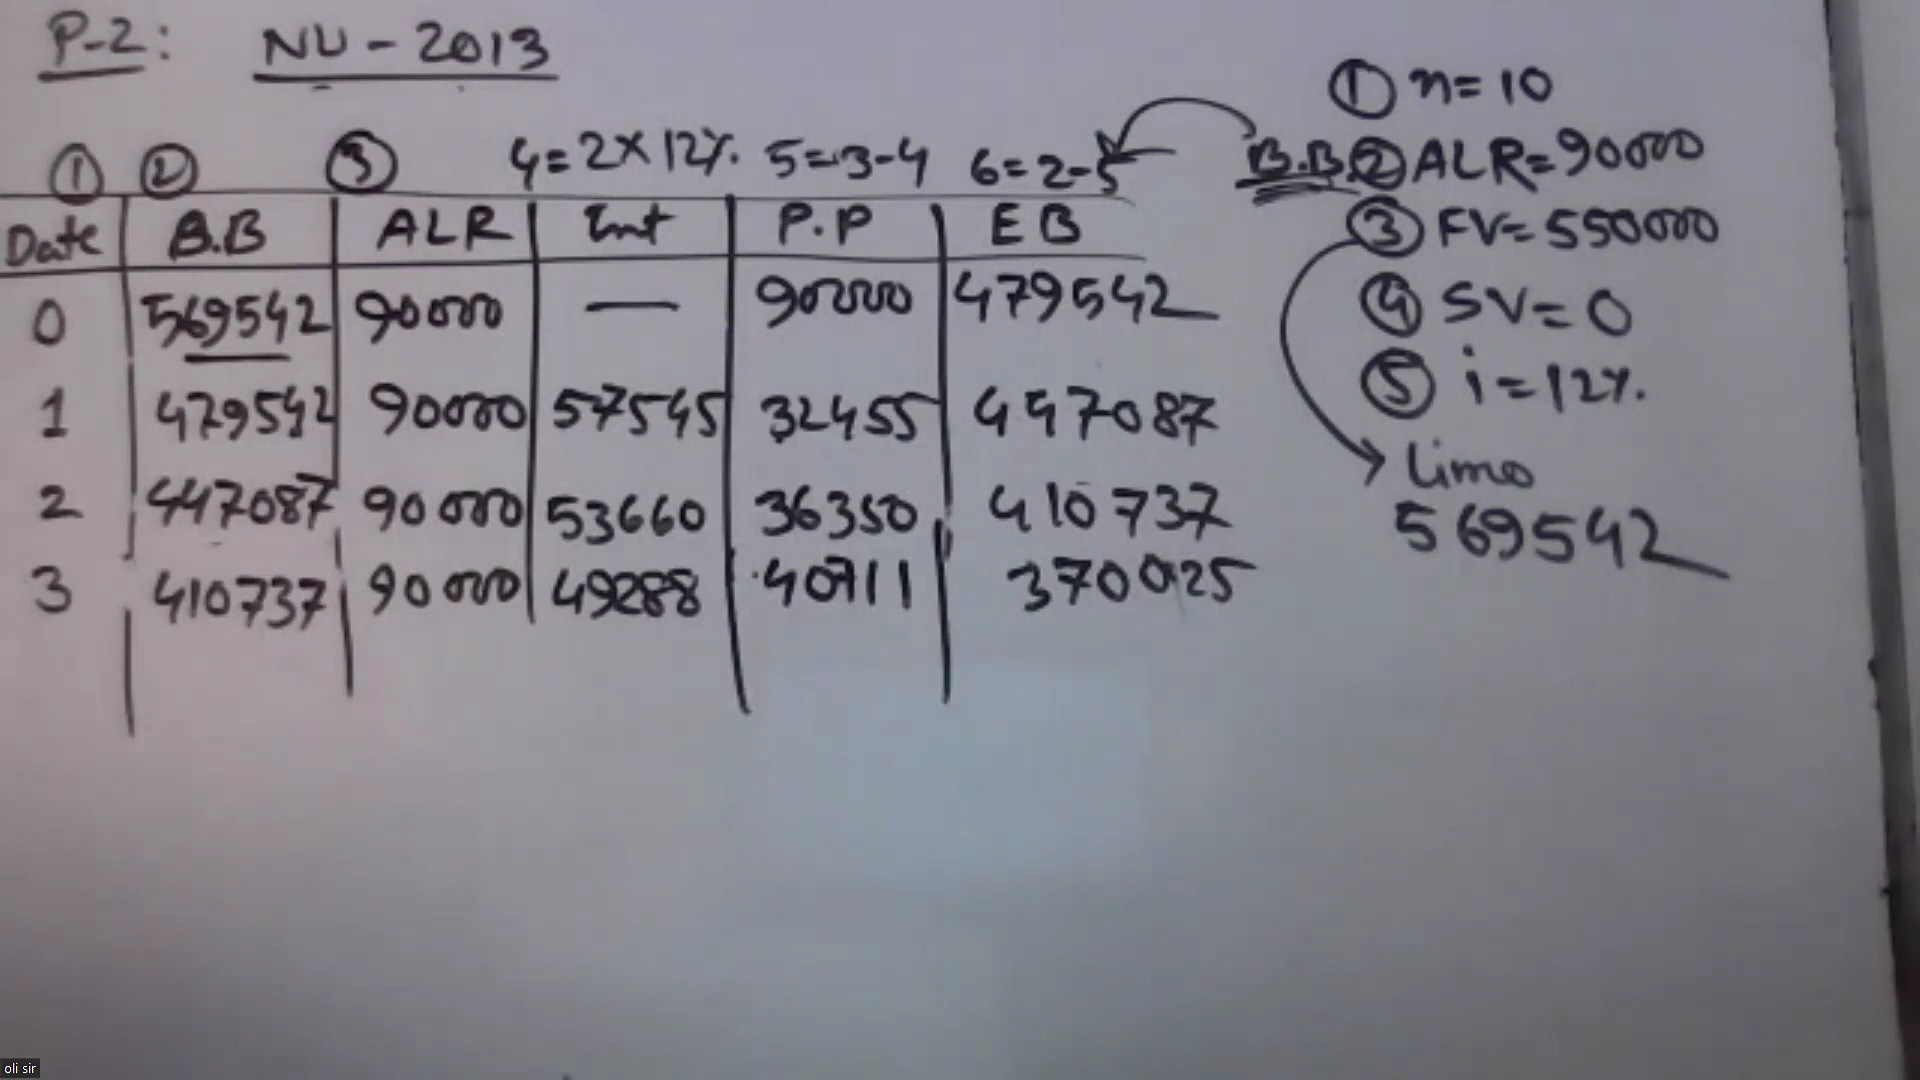 P-2: NU - 2013
① ② ③ 4=2×12%. 5=3-4 6=2-5
Date B.B ALR Int P.P EB
0 569542 90000 — 90000 479542
1 479542 90000 57545 32455 447087
2 447087 90000 53660 36350 410737
3 410737 90000 49288 40711 370025
① n=10
B.B ② ALR=90000
③ FV=550000
④ SV=0
⑤ i=12%.
569542
oli sir